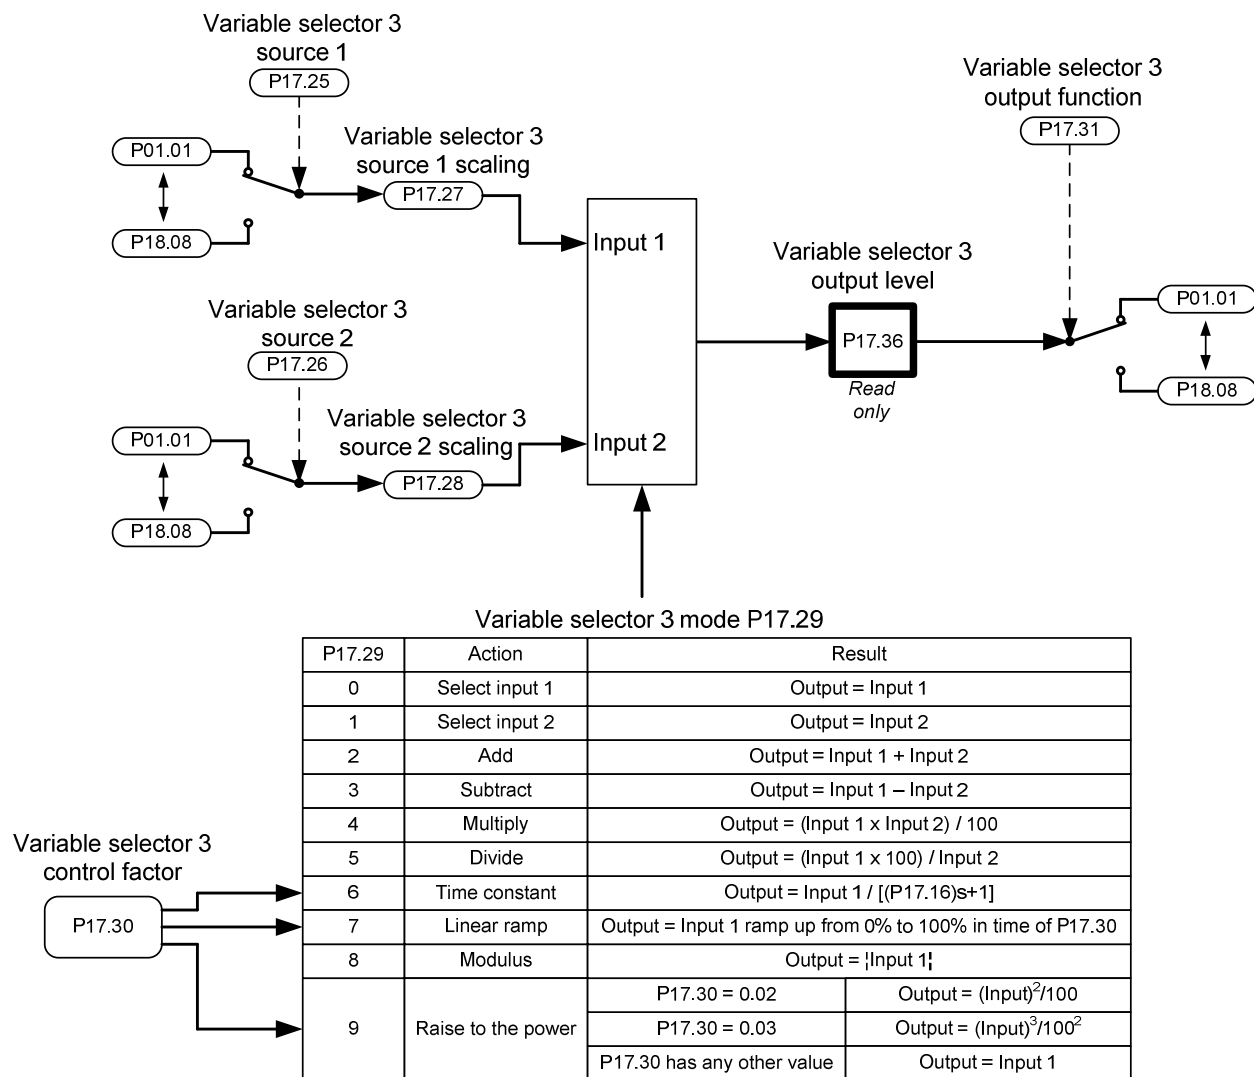 Variable selector 3
source 1
P17.25
P01.01
P18.08
Variable selector 3
source 1 scaling
P17.27
Variable selector 3
source 2
P17.26
P01.01
P18.08
Variable selector 3
source 2 scaling
P17.28
Input 1
Input 2
Variable selector 3
output level
P17.36
Read
only
Variable selector 3
output function
P17.31
P01.01
P18.08
Variable selector 3 mode P17.29
P17.29 Action Result
0 Select input 1 Output = Input 1
1 Select input 2 Output = Input 2
2 Add Output = Input 1 + Input 2
3 Subtract Output = Input 1 – Input 2
4 Multiply Output = (Input 1 x Input 2) / 100
5 Divide Output = (Input 1 x 100) / Input 2
6 Time constant Output = Input 1 / [(P17.16)s+1]
7 Linear ramp Output = Input 1 ramp up from 0% to 100% in time of P17.30
8 Modulus Output = ¦Input 1¦
9 Raise to the power
P17.30 = 0.02 Output = (Input)²/100
P17.30 = 0.03 Output = (Input)³/100²
P17.30 has any other value Output = Input 1
Variable selector 3
control factor
P17.30